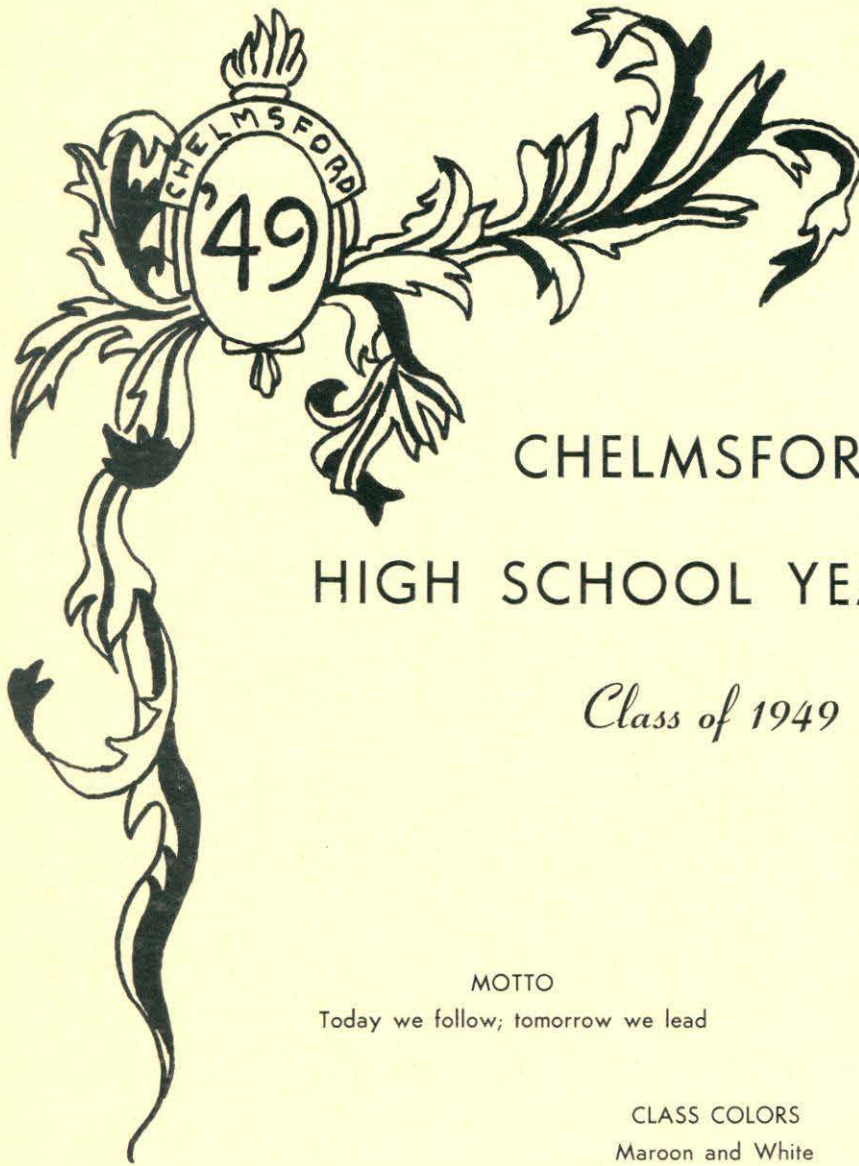 CHELMSFORD
'49
CHELMSFOR
HIGH SCHOOL YEA
Class of 1949
MOTTO
Today we follow; tomorrow we lead
CLASS COLORS
Maroon and White